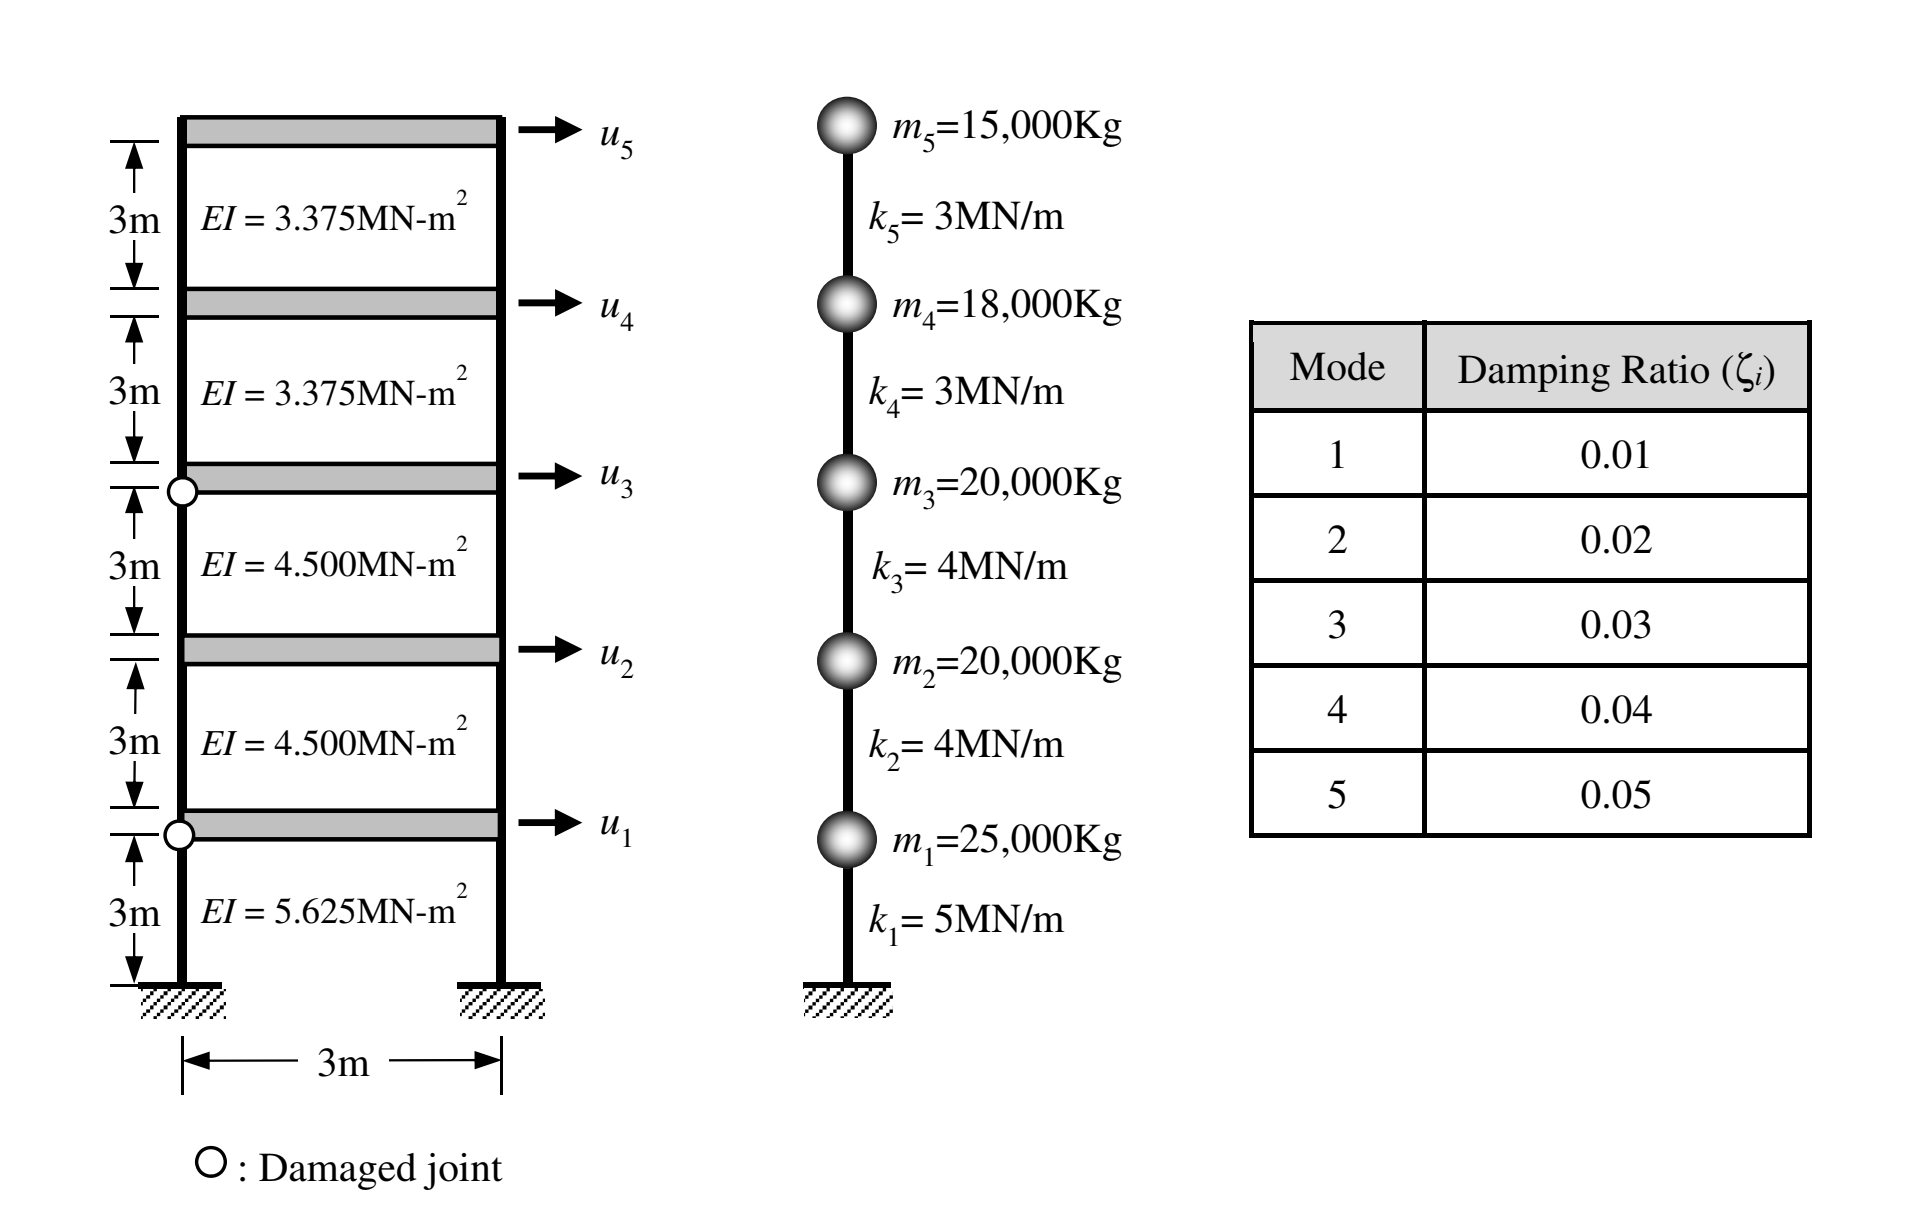 u5
3m
EI = 3.375MN-m2
u4
3m
EI = 3.375MN-m2
u3
3m
EI = 4.500MN-m2
u2
3m
EI = 4.500MN-m2
u1
3m
EI = 5.625MN-m2
3m
: Damaged joint
m5=15,000Kg
k5= 3MN/m
m4=18,000Kg
k4= 3MN/m
m3=20,000Kg
k3= 4MN/m
m2=20,000Kg
k2= 4MN/m
m1=25,000Kg
k1= 5MN/m
Mode Damping Ratio (ζi)
1 0.01
2 0.02
3 0.03
4 0.04
5 0.05